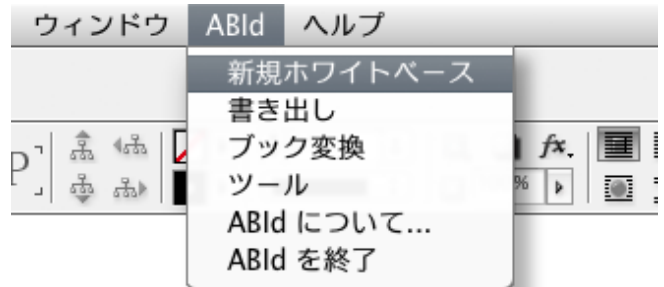 ウィンドウ ABId ヘルプ
新規ホワイトベース
書き出し
ブック変換
ツール
ABId について...
ABId を終了
P fx.
%